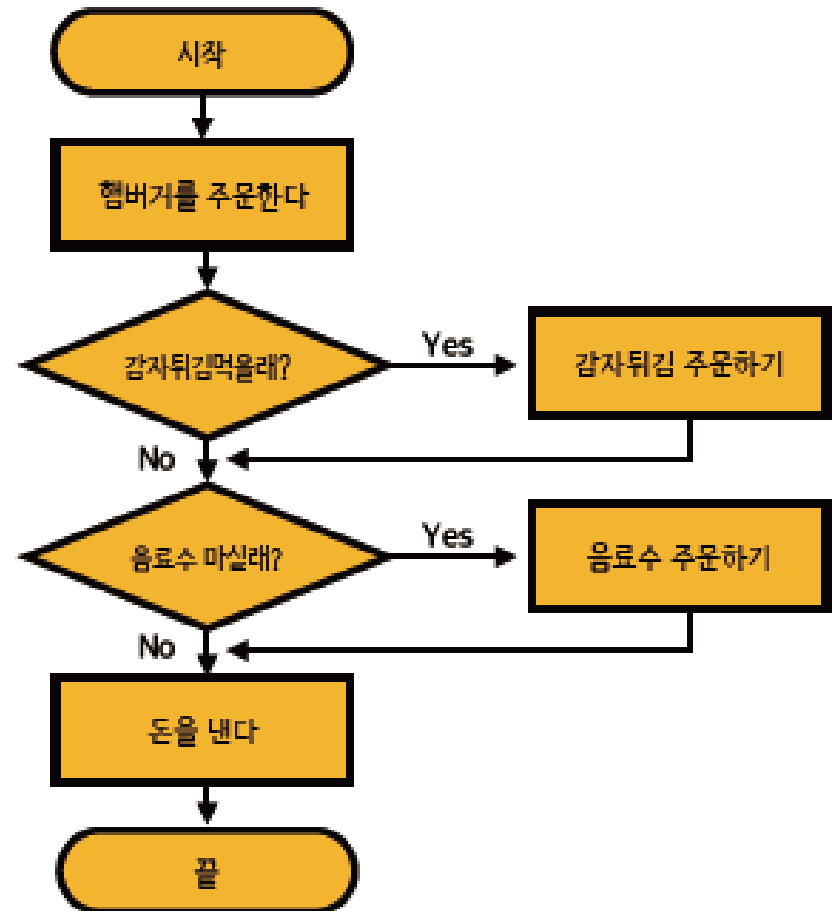 시작
햄버거를 주문한다
감자튀김먹을래?
Yes
감자튀김 주문하기
No
음료수 마실래?
Yes
음료수 주문하기
No
돈을 낸다
끝